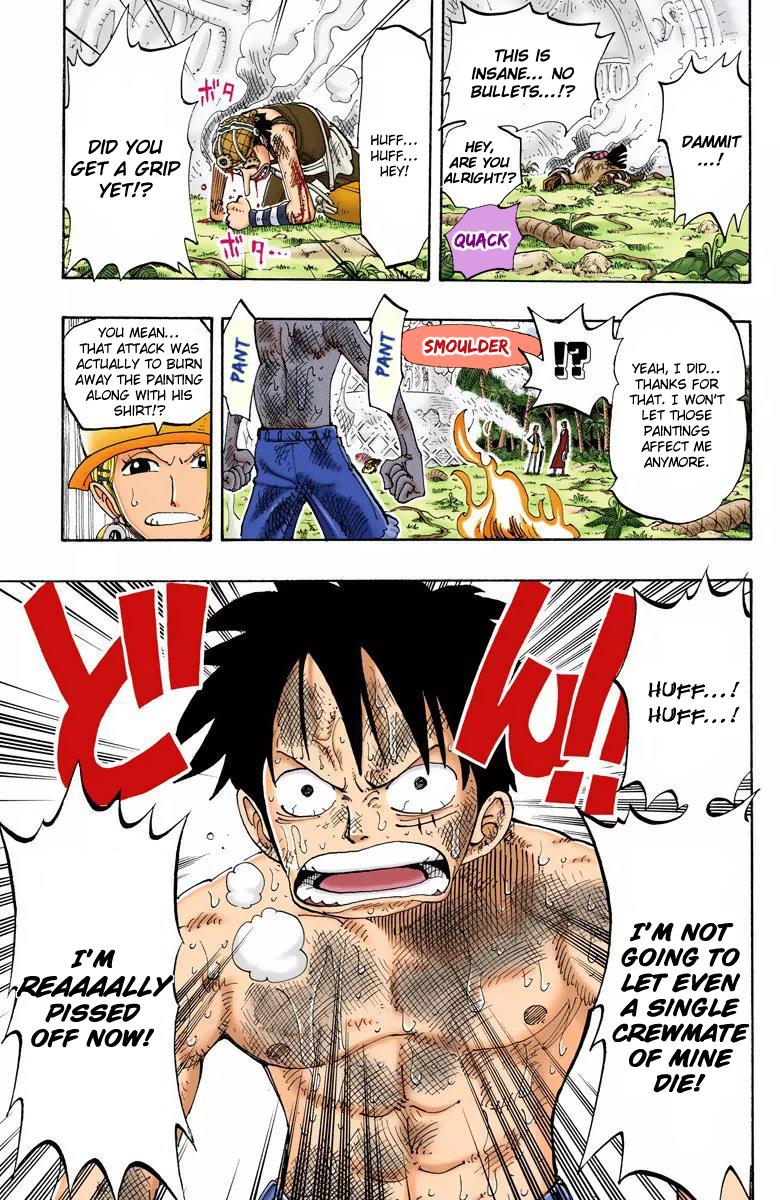 THIS IS
INSANE... NO
BULLETS...!?
DAMMIT
...!
HEY,
ARE YOU
ALRIGHT!?
QUACK
HUFF...
HUFF...
HEY!
ボタ
DID YOU
GET A GRIP
YET!?
ボタ...
YEAH, I DID...
THANKS FOR
THAT. I WON'T
LET THOSE
PAINTINGS
AFFECT ME
ANYMORE.
!?
SMOULDER
PANT
PANT
YOU MEAN...
THAT ATTACK WAS
ACTUALLY TO BURN
AWAY THE PAINTING
ALONG WITH HIS
SHIRT!?
HUFF...!
HUFF...!
どん!!
I'M NOT
GOING TO
LET EVEN
A SINGLE
CREWMATE
OF MINE
DIE!
I'M
REAAAALLY
PISSED
OFF NOW!